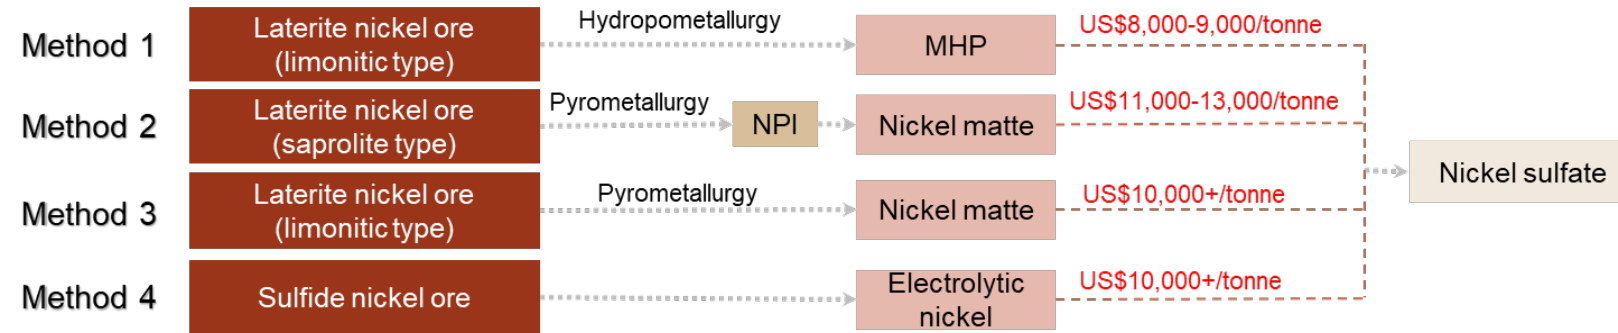 Method 1
Laterite nickel ore
(limonitic type)
Hydropometallurgy
MHP
US$8,000-9,000/tonne
Method 2
Laterite nickel ore
(saprolite type)
Pyrometallurgy
NPI
Nickel matte
US$11,000-13,000/tonne
Method 3
Laterite nickel ore
(limonitic type)
Pyrometallurgy
Nickel matte
US$10,000+/tonne
Method 4
Sulfide nickel ore
Electrolytic
nickel
US$10,000+/tonne
Nickel sulfate